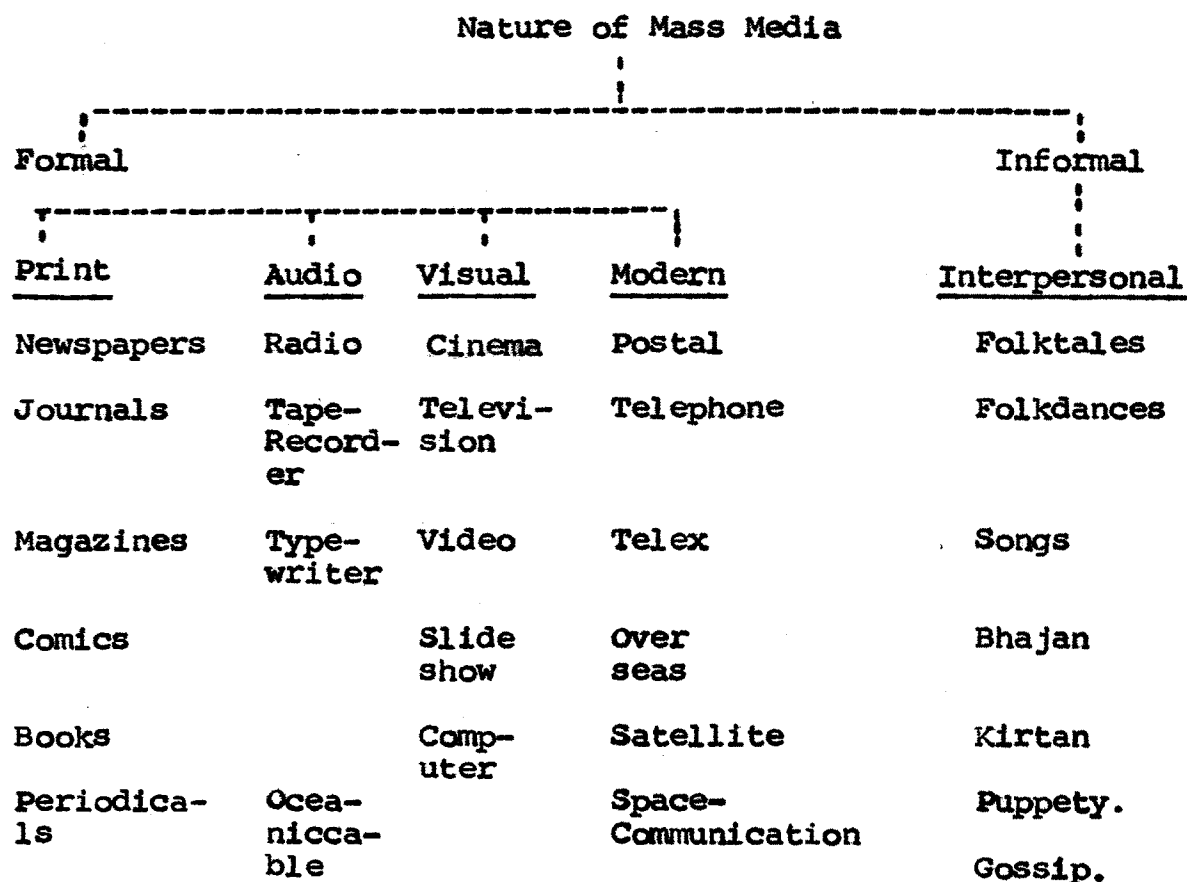 Nature of Mass Media
Formal Informal
Print Audio Visual Modern Interpersonal
Newspapers Radio Cinema Postal Folktales
Journals Tape- Televi- Telephone Folkdances
Record- sion
er
Magazines Type- Video Telex Songs
writer
Comics Slide Over Bhajan
show seas
Books Comp- Satellite Kirtan
uter
Periodica- Ocea- Space- Puppety.
ls nicca- Communication
ble Gossip.